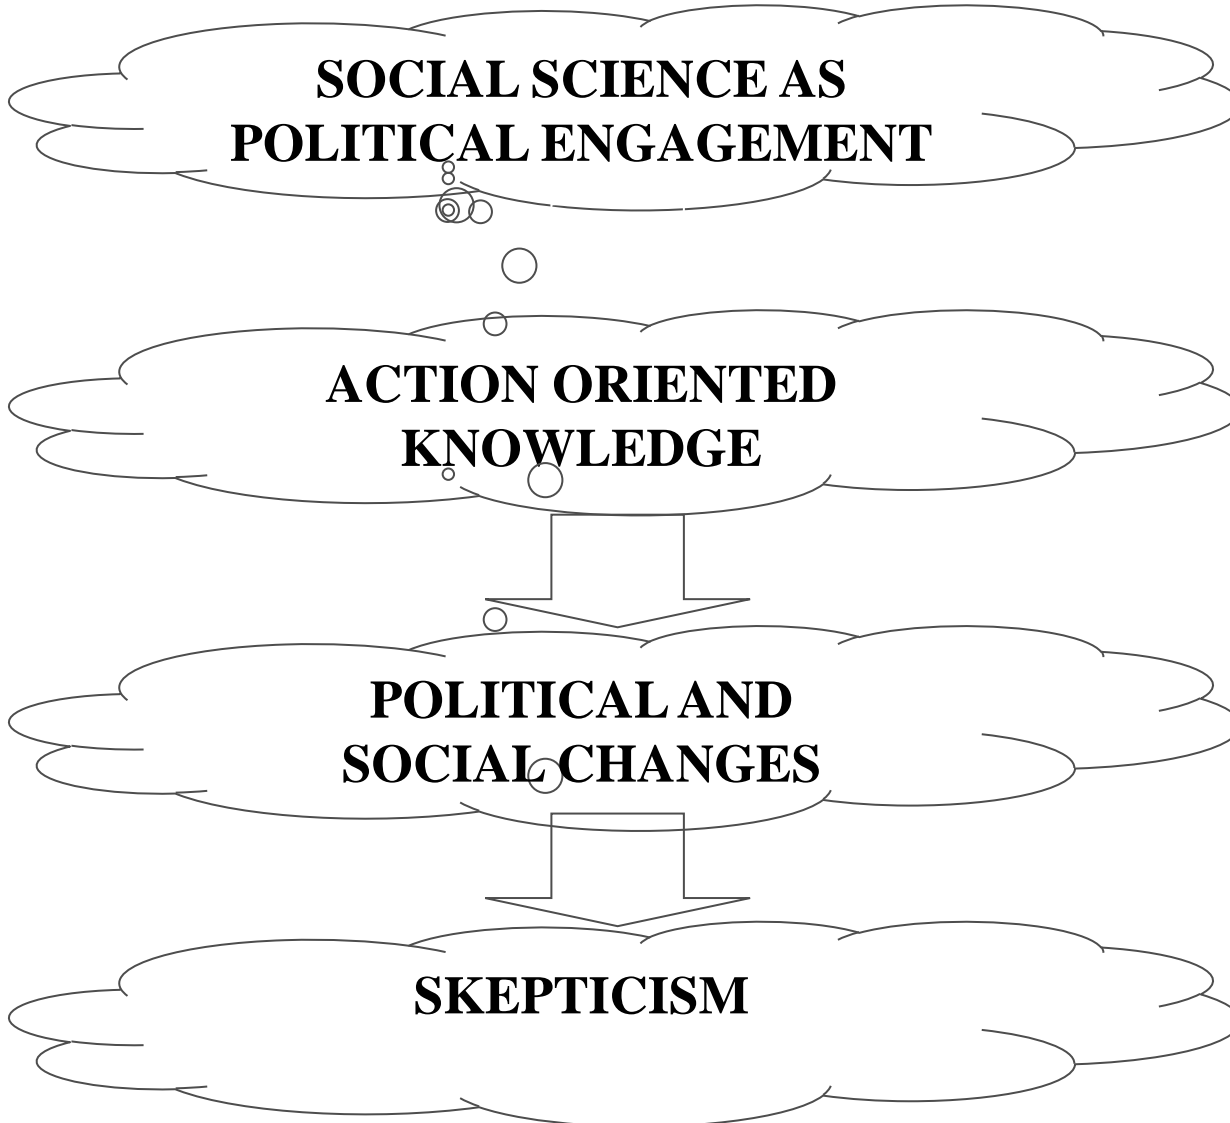 SOCIAL SCIENCE AS
POLITICAL ENGAGEMENT
ACTION ORIENTED
KNOWLEDGE
POLITICAL AND
SOCIAL CHANGES
SKEPTICISM